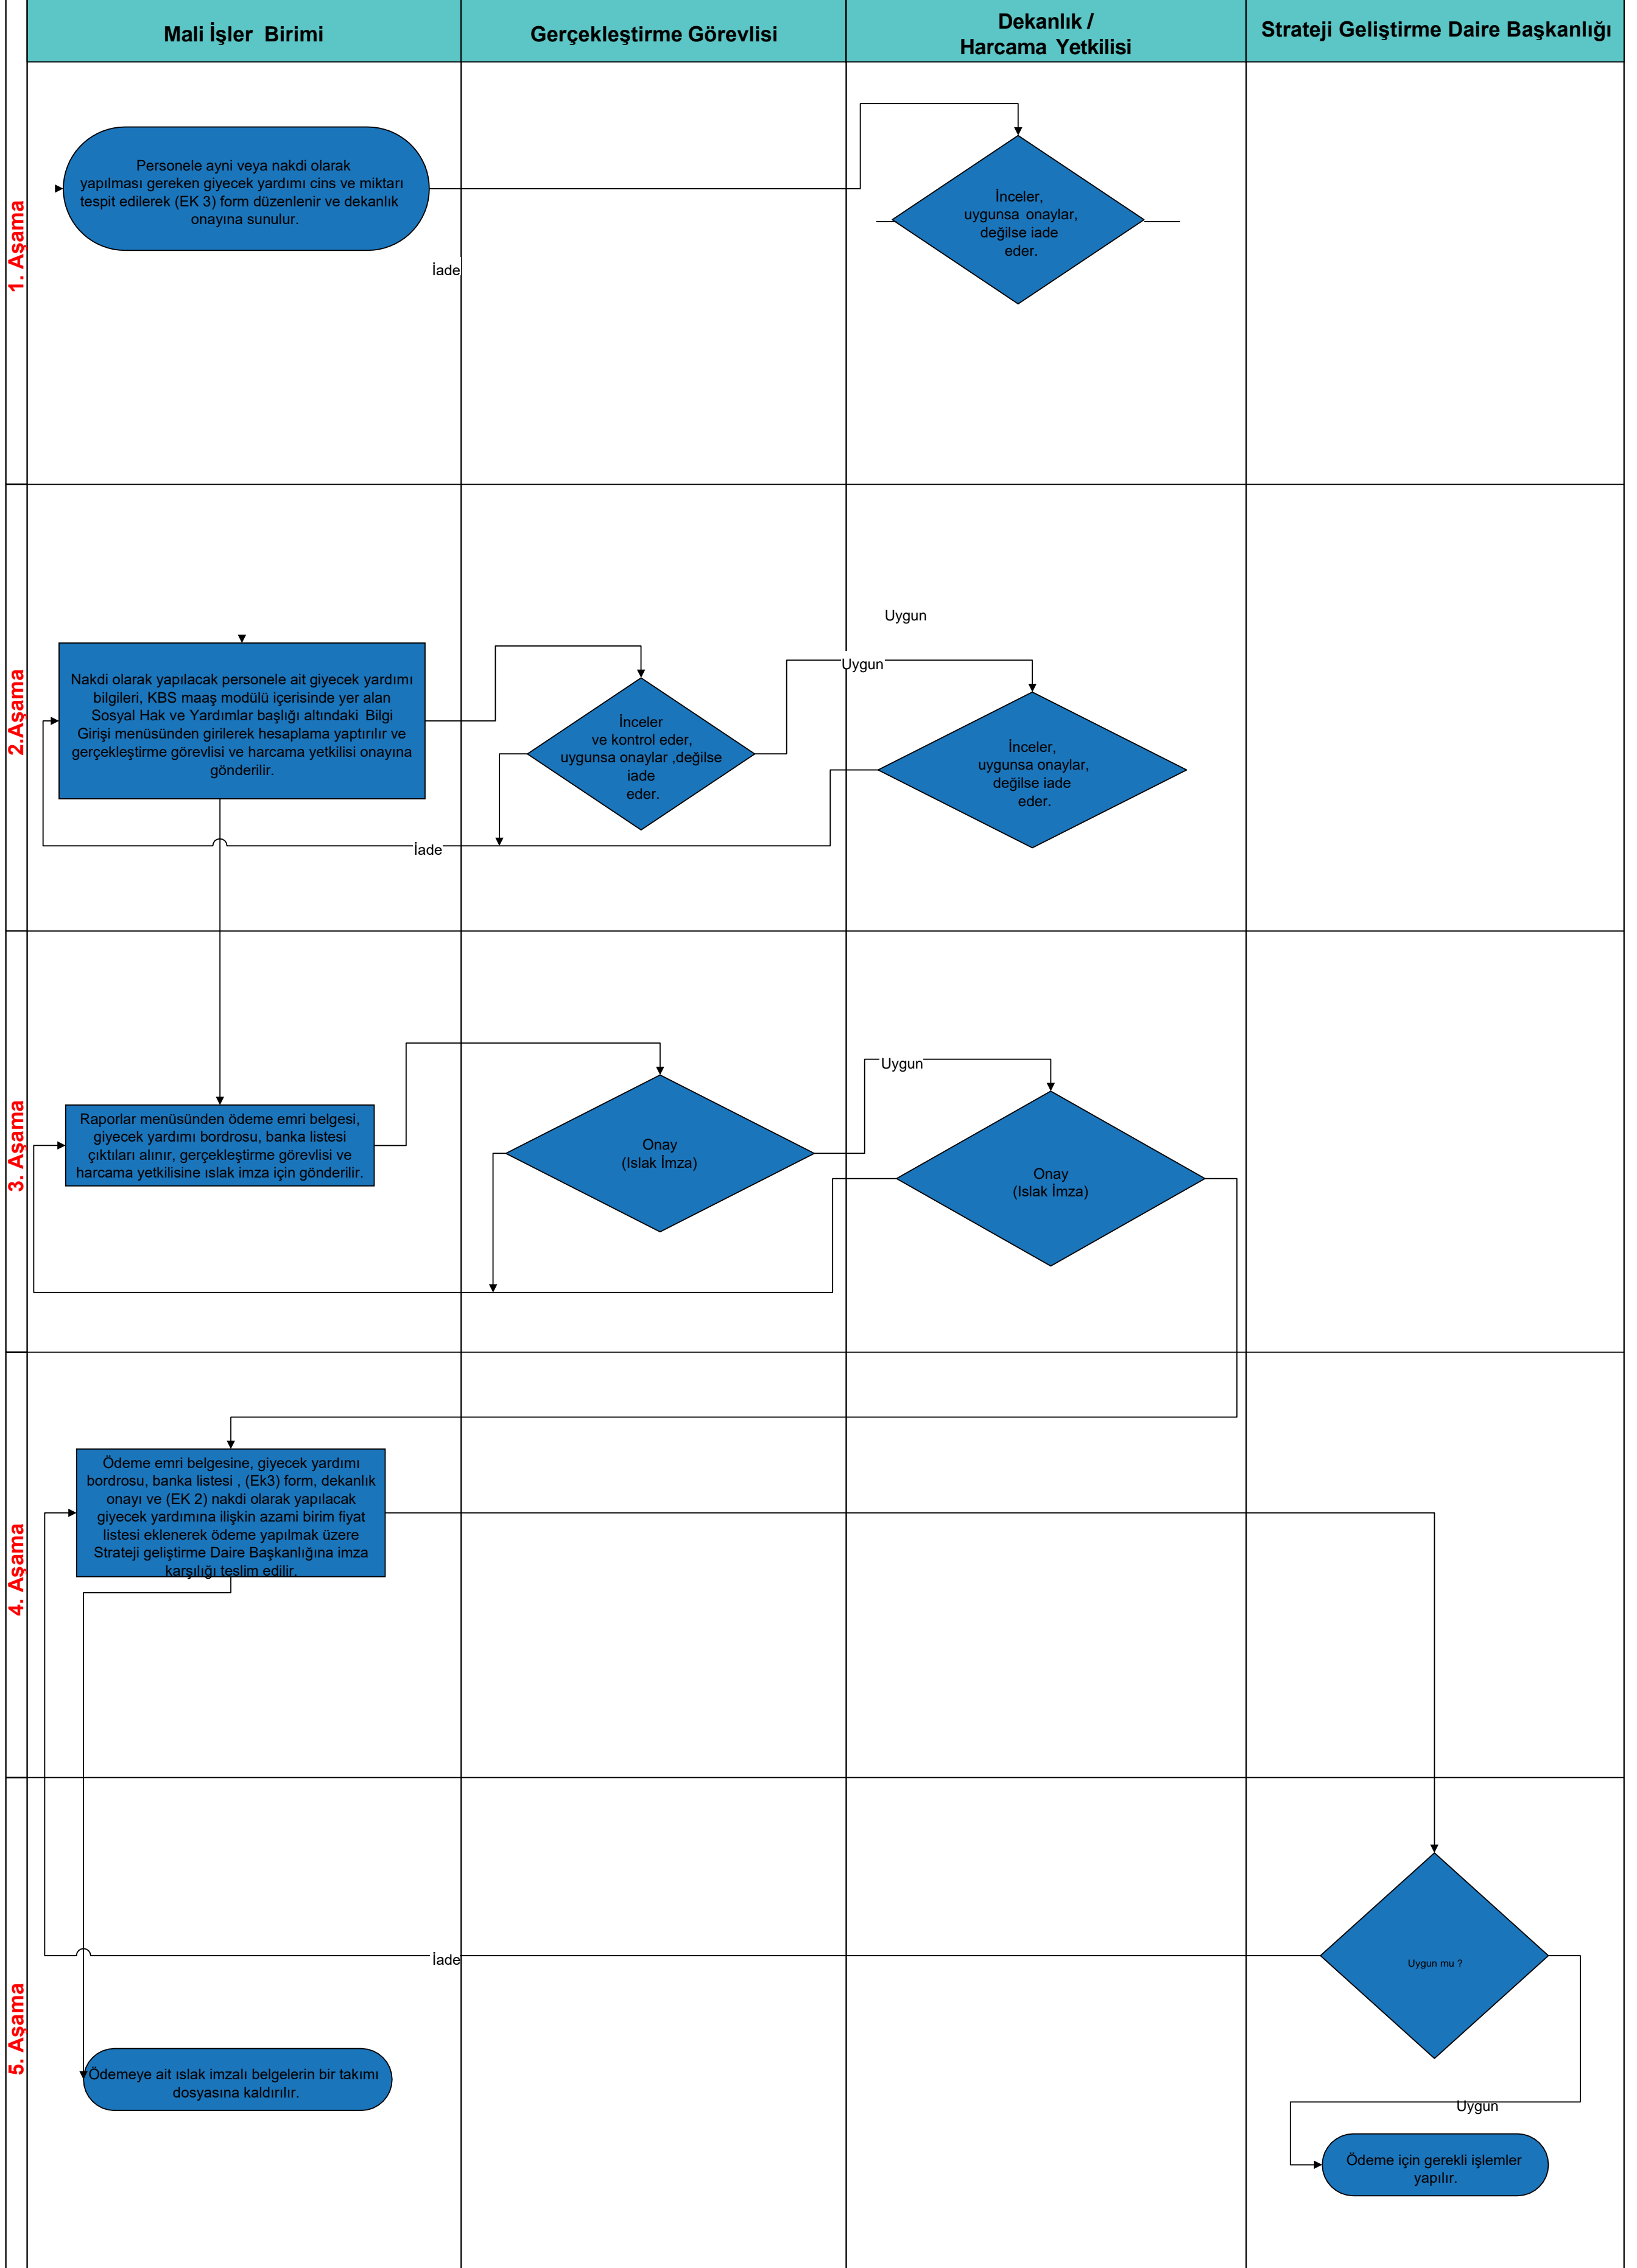 Mali İşler Birimi
Gerçekleştirme Görevlisi
Dekanlık /
Harcama Yetkilisi
Strateji Geliştirme Daire Başkanlığı
1. Aşama
Personele ayni veya nakdi olarak
yapılması gereken giyecek yardımı cins ve miktarı
tespit edilerek (EK 3) form düzenlenir ve dekanlık
onayına sunulur.
İnceler,
uygunsa onaylar,
değilse iade
eder.
İade
2.Aşama
Uygun
Uygun
Nakdi olarak yapılacak personele ait giyecek yardımı
bilgileri, KBS maaş modülü içerisinde yer alan
Sosyal Hak ve Yardımlar başlığı altındaki Bilgi
Girişi menüsünden girilerek hesaplama yaptırılır ve
gerçekleştirme görevlisi ve harcama yetkilisi onayına
gönderilir.
İnceler
ve kontrol eder,
uygunsa onaylar ,değilse
iade
eder.
İnceler,
uygunsa onaylar,
değilse iade
eder.
İade
3. Aşama
Uygun
Raporlar menüsünden ödeme emri belgesi,
giyecek yardımı bordrosu, banka listesi
çıktıları alınır, gerçekleştirme görevlisi ve
harcama yetkilisine ıslak imza için gönderilir.
Onay
(Islak İmza)
Onay
(Islak İmza)
4. Aşama
Ödeme emri belgesine, giyecek yardımı
bordrosu, banka listesi , (Ek3) form, dekanlık
onayı ve (EK 2) nakdi olarak yapılacak
giyecek yardımına ilişkin azami birim fiyat
listesi eklenerek ödeme yapılmak üzere
Strateji geliştirme Daire Başkanlığına imza
karşılığı teslim edilir.
5. Aşama
İade
Uygun mu ?
Ödemeye ait ıslak imzalı belgelerin bir takımı
dosyasına kaldırılır.
Uygun
Ödeme için gerekli işlemler
yapılır.